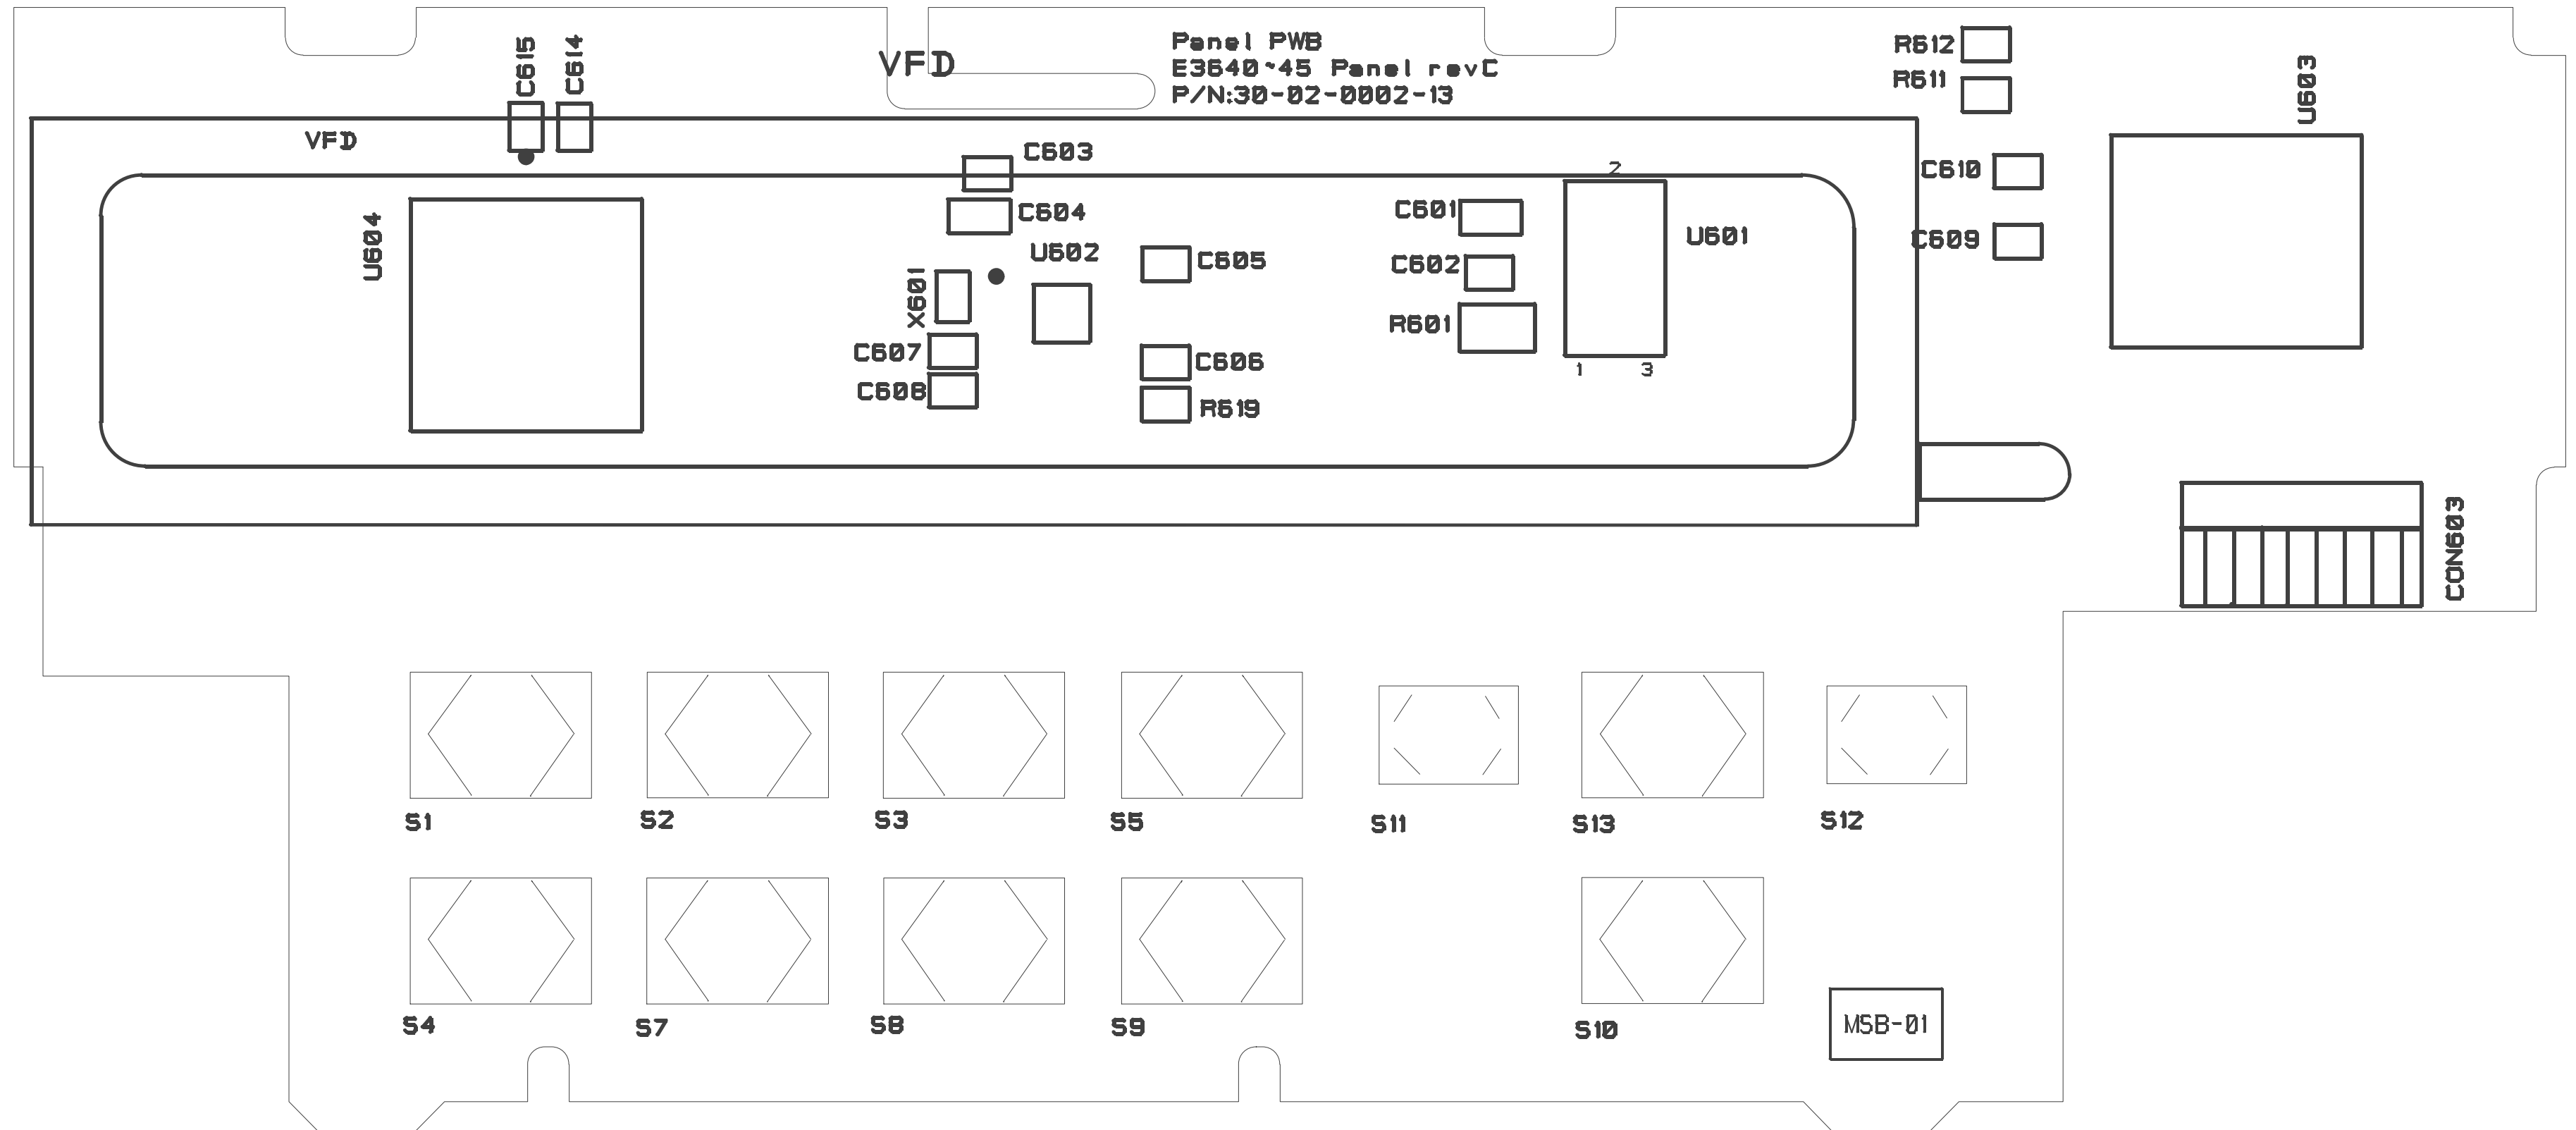 C615
C614
VFD
Panel PWB
E3640~45 Panel revC
P/N:30-02-0002-13
R612
R611
U603
VFD
C603
C610
U604
C604
C601
2
U601
C609
U602
C605
C602
X601
R601
C607
C606
1
3
C608
R619
CON603
S1
S2
S3
S5
S11
S13
S12
S4
S7
S8
S9
S10
MSB-01